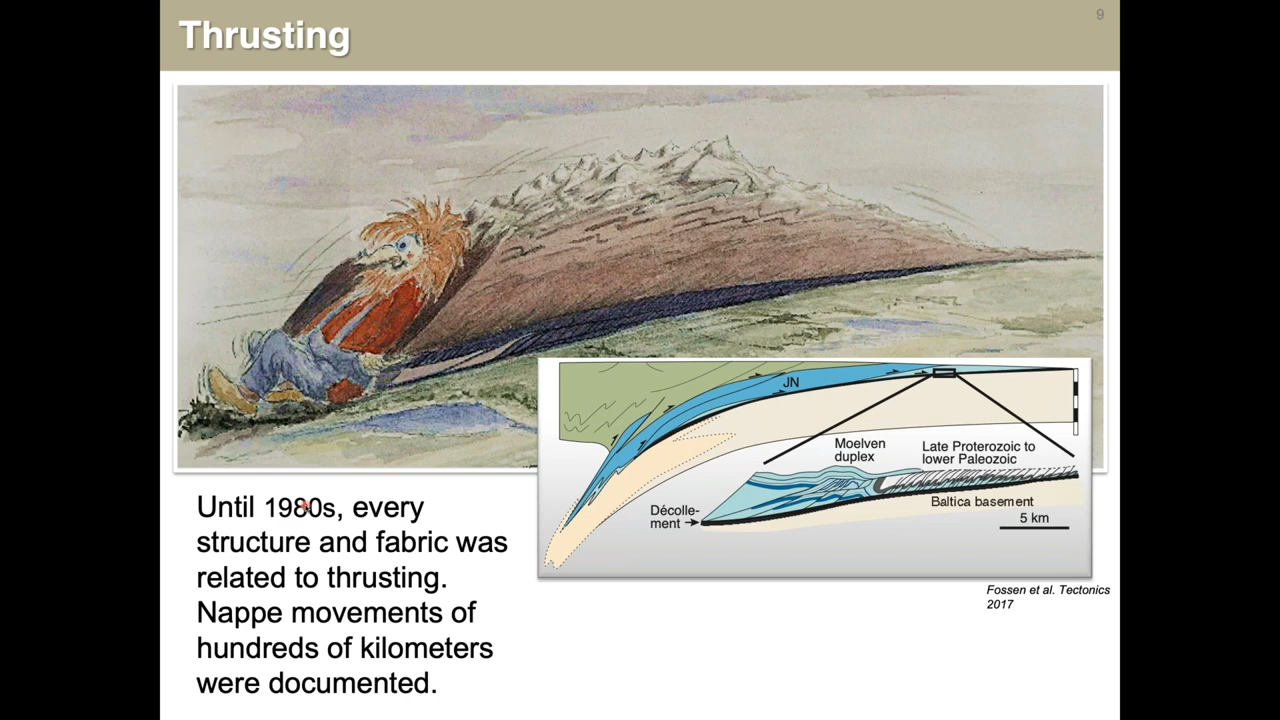 Thrusting
9
JN
Moelven
duplex
Late Proterozoic to
lower Paleozoic
Décolle-
ment
Baltica basement
5 km
Fossen et al. Tectonics
2017
Until 1980s, every
structure and fabric was
related to thrusting.
Nappe movements of
hundreds of kilometers
were documented.